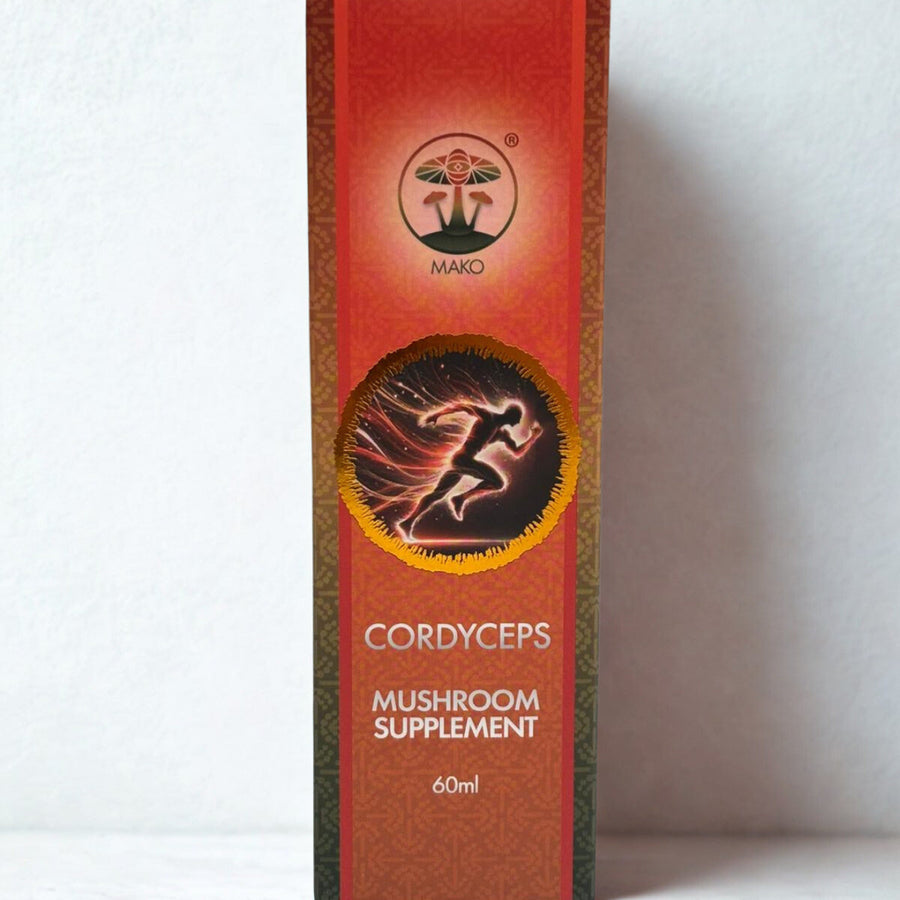 ®
MAKO
CORDYCEPS
MUSHROOM
SUPPLEMENT
60ml